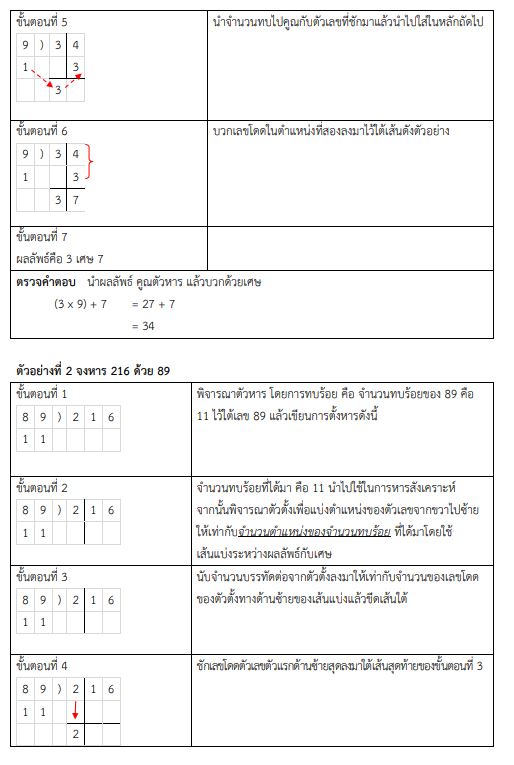 ขั้นตอนที่ 5
นำจำนวนทบไปคูณกับตัวเลขที่ชักมาแล้วนำไปใส่ในหลักถัดไป
9 ) 3 4
1 3
3
ขั้นตอนที่ 6
บวกเลขโดดในตำแหน่งที่สองลงมาไว้ใต้เส้นดังตัวอย่าง
9 ) 3 4
1 3
3 7
ขั้นตอนที่ 7
ผลลัพธ์คือ 3 เศษ 7
ตรวจคำตอบ นำผลลัพธ์ คูณตัวหาร แล้วบวกด้วยเศษ
(3 x 9) + 7 = 27 + 7
= 34
ตัวอย่างที่ 2 จงหาร 216 ด้วย 89
ขั้นตอนที่ 1
8 9 ) 2 1 6
1 1
พิจารณาตัวหาร โดยการทบร้อย คือ จำนวนทบร้อยของ 89 คือ
11 ไว้ใต้เลข 89 แล้วเขียนการตั้งหารดังนี้
ขั้นตอนที่ 2
8 9 ) 2 1 6
1 1
จำนวนทบร้อยที่ได้มา คือ 11 นำไปใช้ในการหารสังเคราะห์
จากนั้นพิจารณาตัวตั้งเพื่อแบ่งตำแหน่งของตัวเลขจากขวาไปซ้าย
ให้เท่ากับจำนวนตำแหน่งของจำนวนทบร้อย ที่ได้มาโดยใช้
เส้นแบ่งระหว่างผลลัพธ์กับเศษ
ขั้นตอนที่ 3
8 9 ) 2 1 6
1 1
นับจำนวนบรรทัดต่อจากตัวตั้งลงมาให้เท่ากับจำนวนของเลขโดด
ของตัวตั้งทางด้านซ้ายของเส้นแบ่งแล้วขีดเส้นใต้
ขั้นตอนที่ 4
8 9 ) 2 1 6
1 1
2
ชักเลขโดดตัวเลขตัวแรกด้านซ้ายสุดลงมาใต้เส้นสุดท้ายของขั้นตอนที่ 3